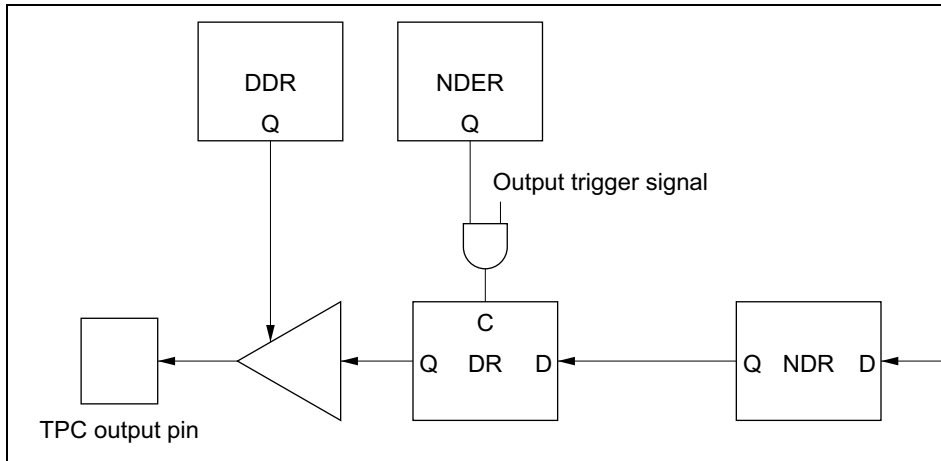 DDR
Q
NDER
Q
Output trigger signal
C
Q DR D
Q NDR D
TPC output pin